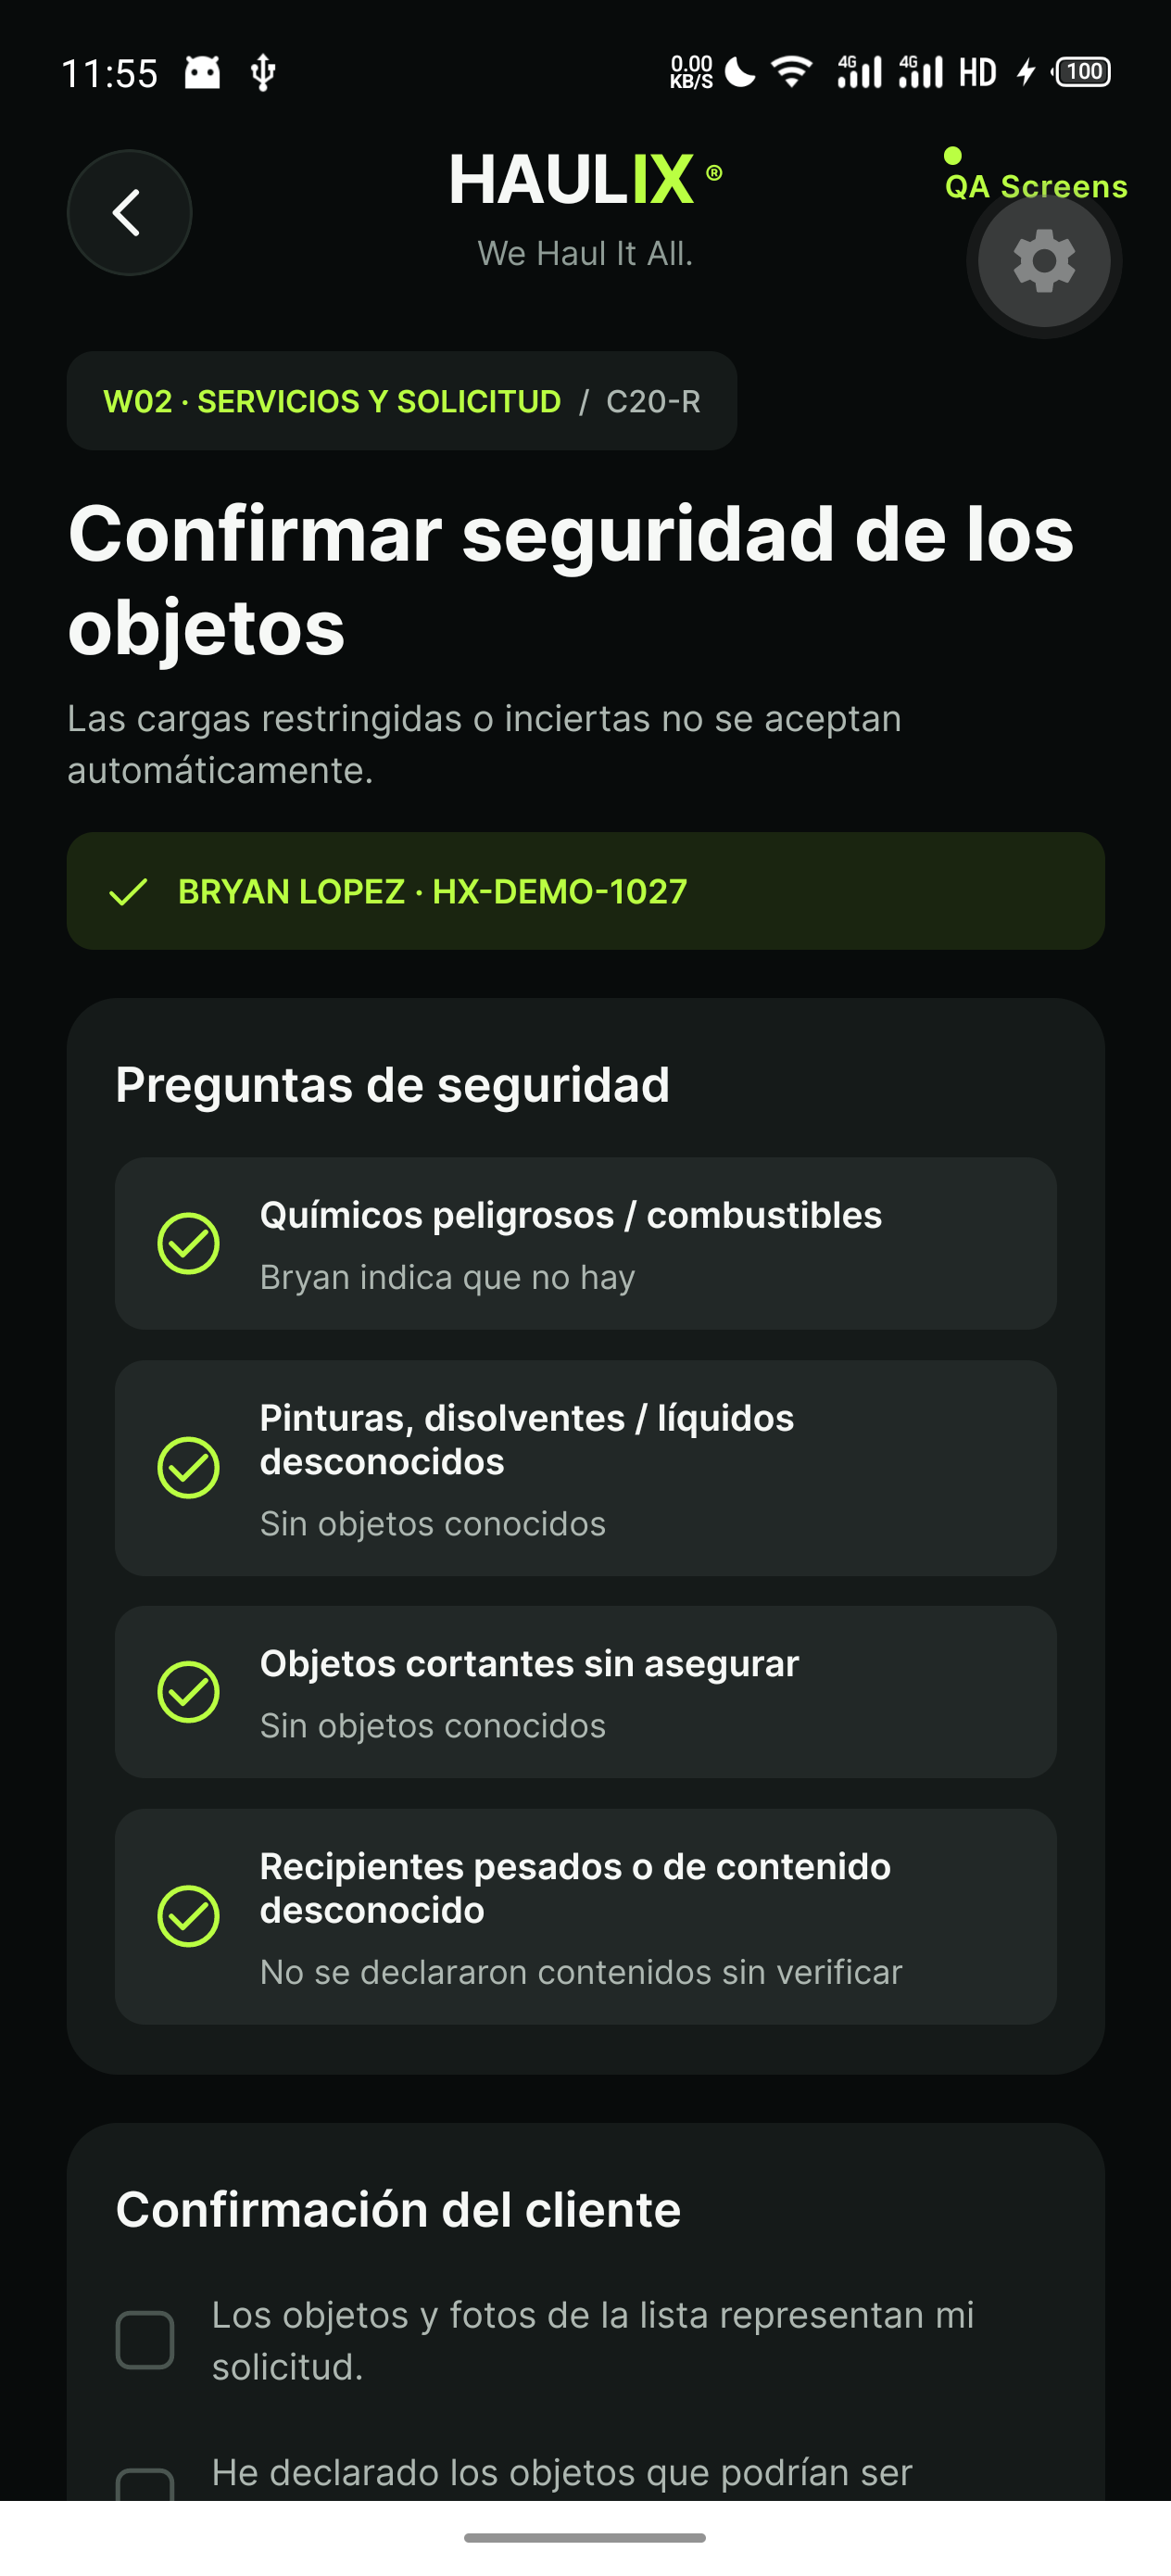 11:55
0.00
KB/S
4G
4G
HD
100
HAULIX®
We Haul It All.
QA Screens
W02 · SERVICIOS Y SOLICITUD / C20-R
Confirmar seguridad de los
objetos
Las cargas restringidas o inciertas no se aceptan
automáticamente.
BRYAN LOPEZ · HX-DEMO-1027
Preguntas de seguridad
Químicos peligrosos / combustibles
Bryan indica que no hay
Pinturas, disolventes / líquidos
desconocidos
Sin objetos conocidos
Objetos cortantes sin asegurar
Sin objetos conocidos
Recipientes pesados o de contenido
desconocido
No se declararon contenidos sin verificar
Confirmación del cliente
Los objetos y fotos de la lista representan mi
solicitud.
He declarado los objetos que podrían ser